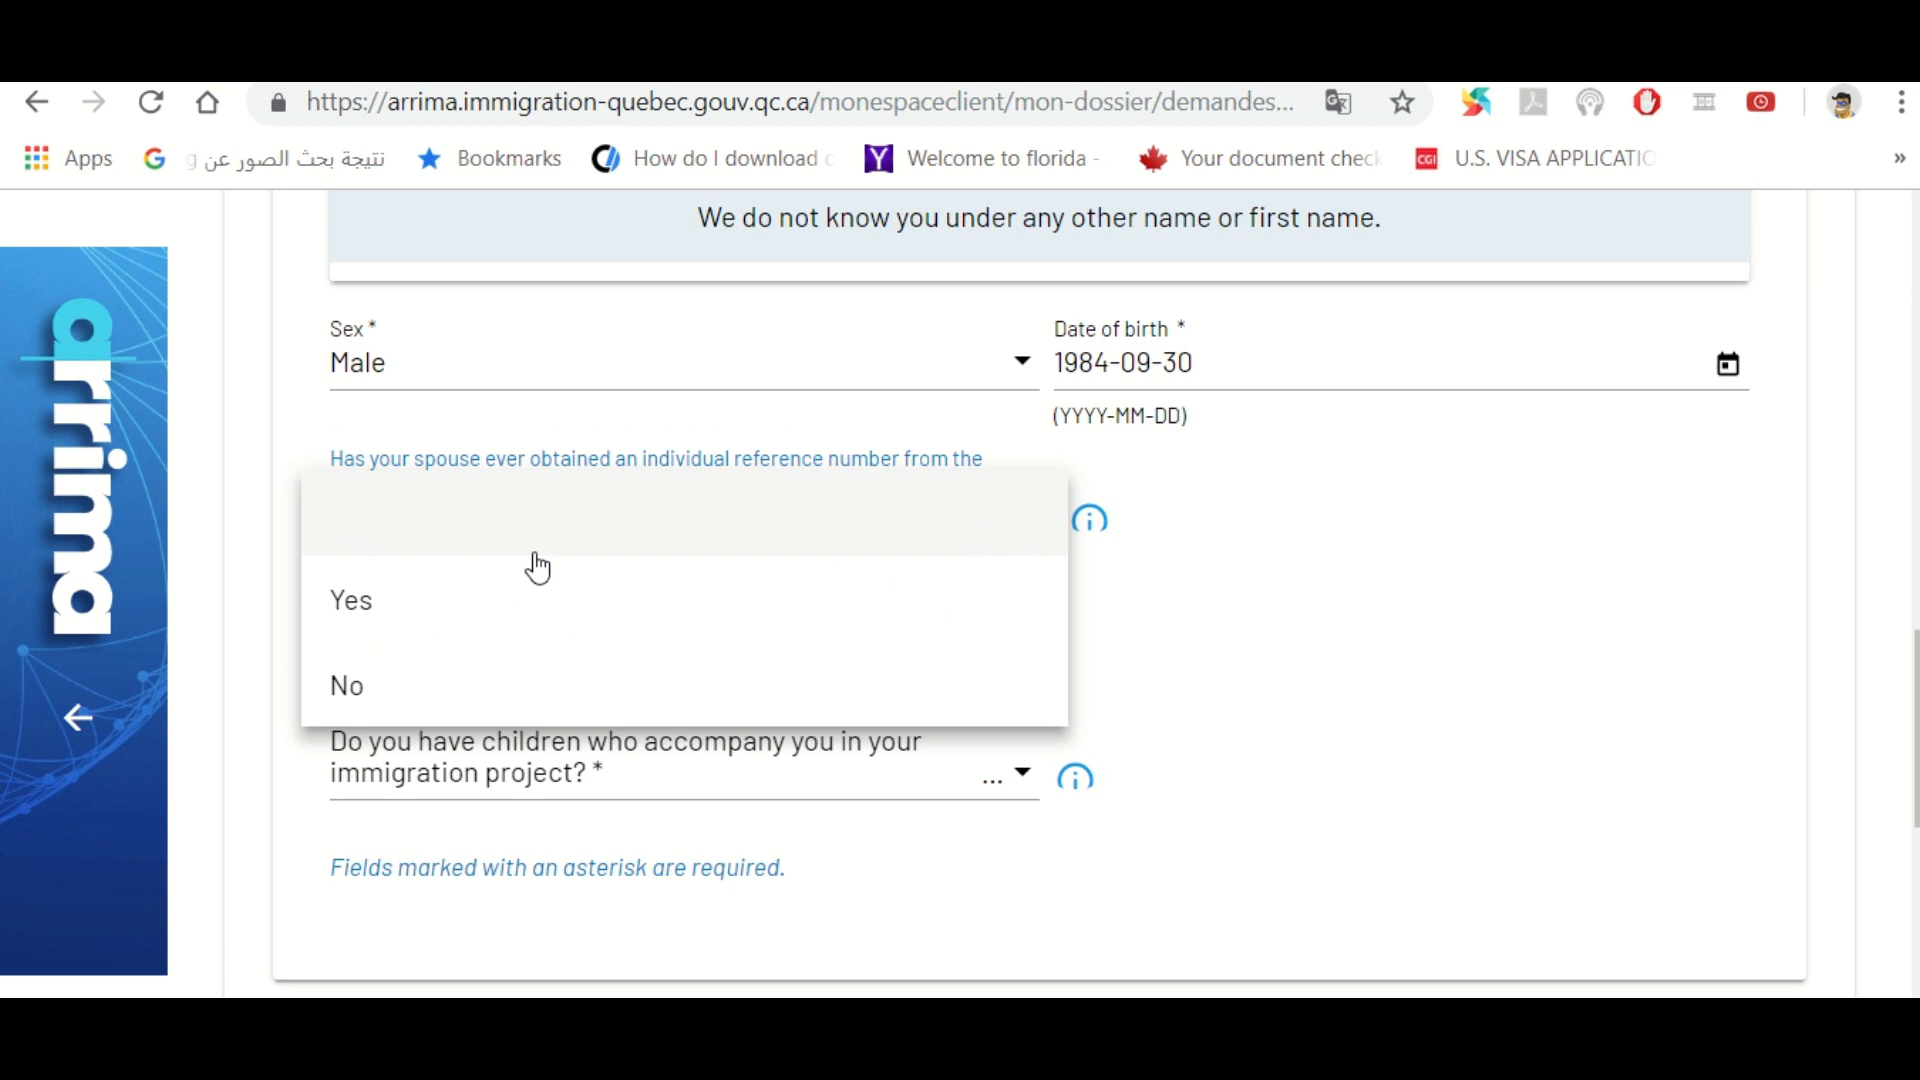 https://arrima.immigration-quebec.gouv.qc.ca/monespaceclient/mon-dossier/demandes...
Apps
نتيجة بحث الصور عن g
Bookmarks
How do I download
Welcome to florida -
Your document check
CGI
U.S. VISA APPLICATIO
We do not know you under any other name or first name.
arrima
Sex *
Male
Date of birth *
1984-09-30
(YYYY-MM-DD)
Has your spouse ever obtained an individual reference number from the
Yes
No
Do you have children who accompany you in your
immigration project? *
...
Fields marked with an asterisk are required.